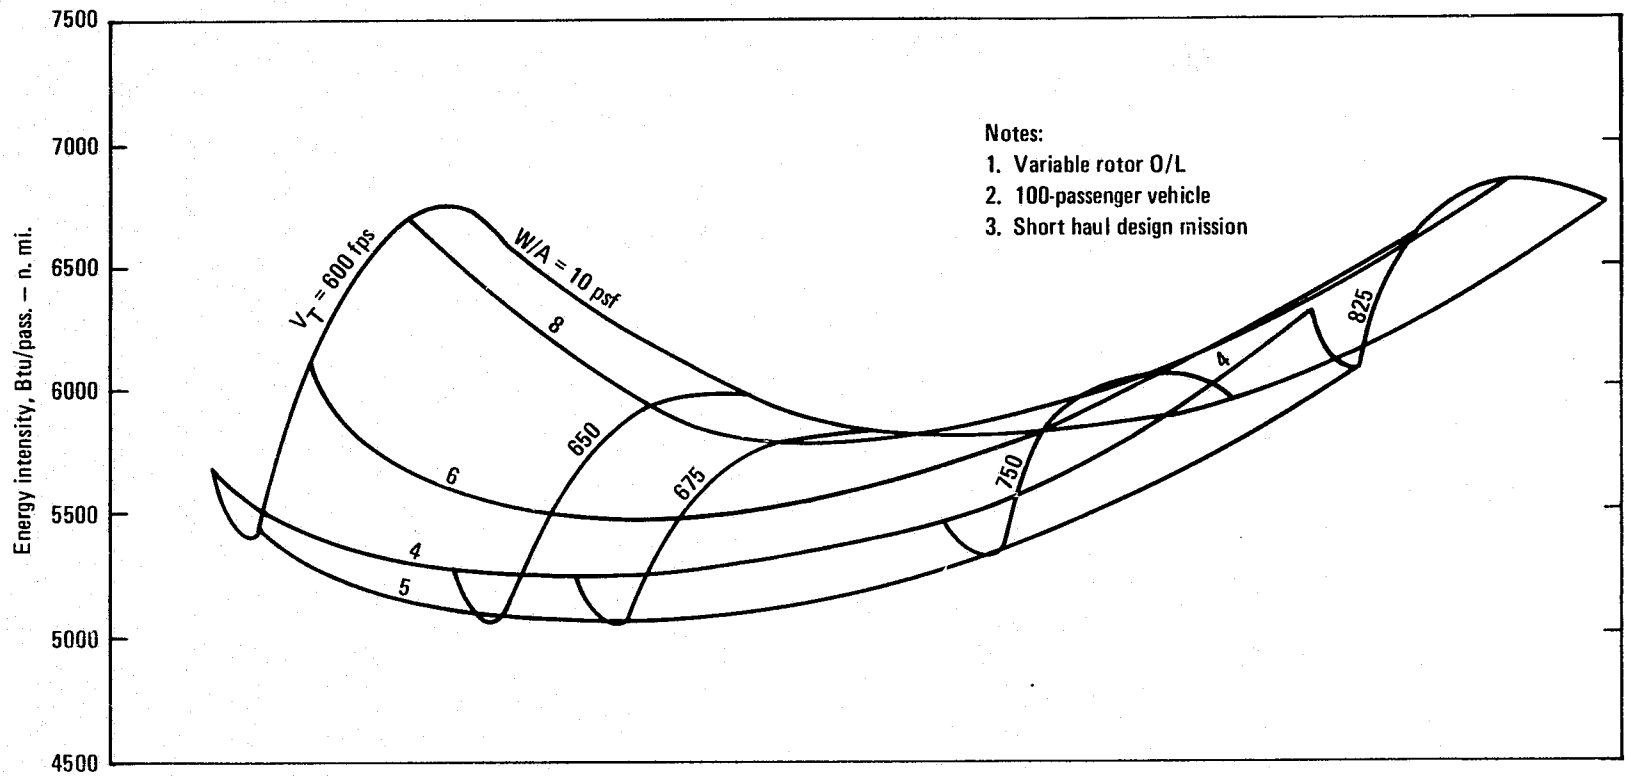 7500
7000
6500
6000
5500
5000
4500
Energy intensity, Btu/pass. – n. mi.
Notes:
1. Variable rotor O/L
2. 100-passenger vehicle
3. Short haul design mission
V_T = 600 fps
W/A = 10 psf
8
6
4
5
650
675
750
4
825